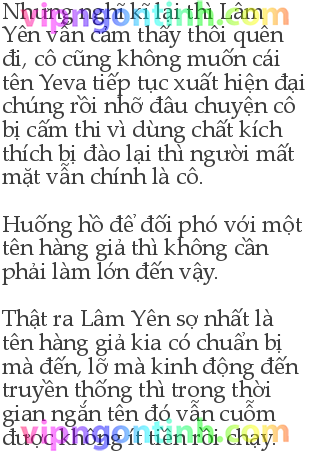 Nhưng nghĩ kĩ lại thì Lâm
Yên vẫn cảm thấy thôi quên
đi, cô cũng không muốn cái
tên Yeva tiếp tục xuất hiện đại
chúng rồi nhỡ đâu chuyện cô
bị cấm thi vì dùng chất kích
thích bị đào lại thì người mất
mặt vẫn chính là cô.
Huống hồ để đối phó với một
tên hàng giả thì không cần
phải làm lớn đến vậy.
Thật ra Lâm Yên sợ nhất là
tên hàng giả kia có chuẩn bị
mà đến, lỡ mà kinh động đến
truyền thống thì trong thời
gian ngắn tên đó vẫn cuỗm
được không ít tiền rồi chạy.
vipngontinh.com
vipngontinh.com